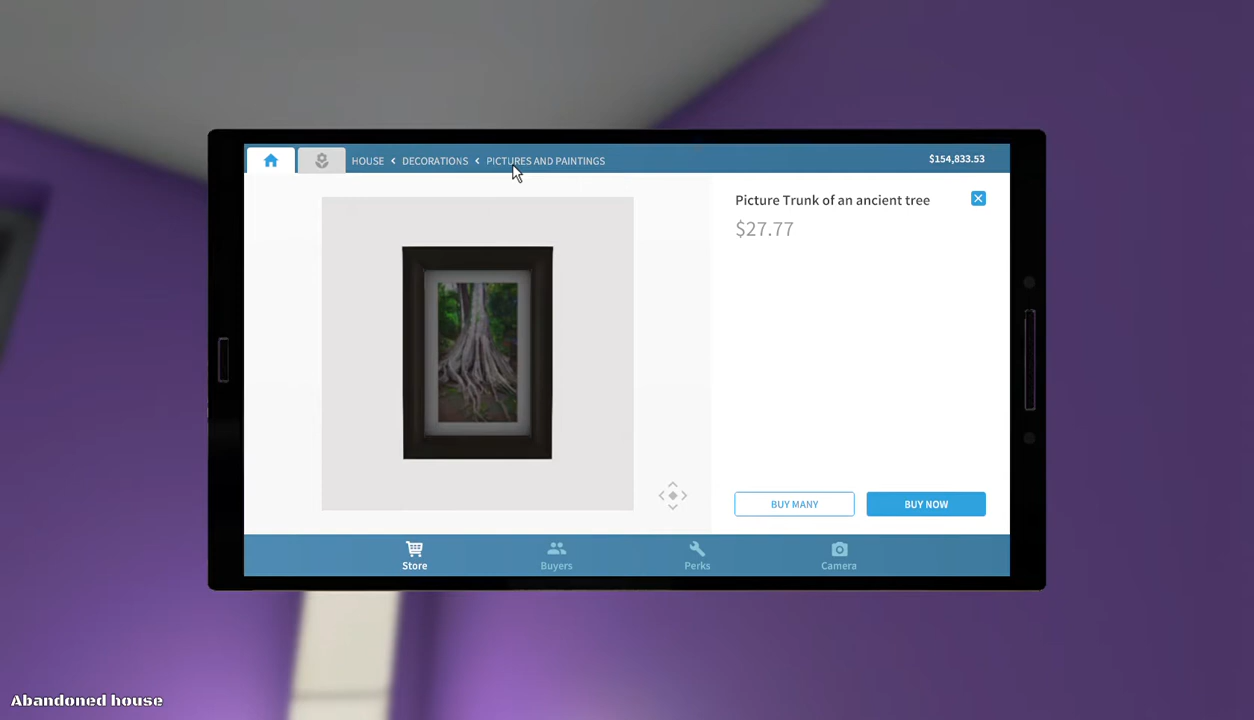 HOUSE < DECORATIONS < PICTURES AND PAINTINGS
$154,833.53
Picture Trunk of an ancient tree
$27.77
BUY MANY
BUY NOW
Store
Buyers
Perks
Camera
Abandoned house